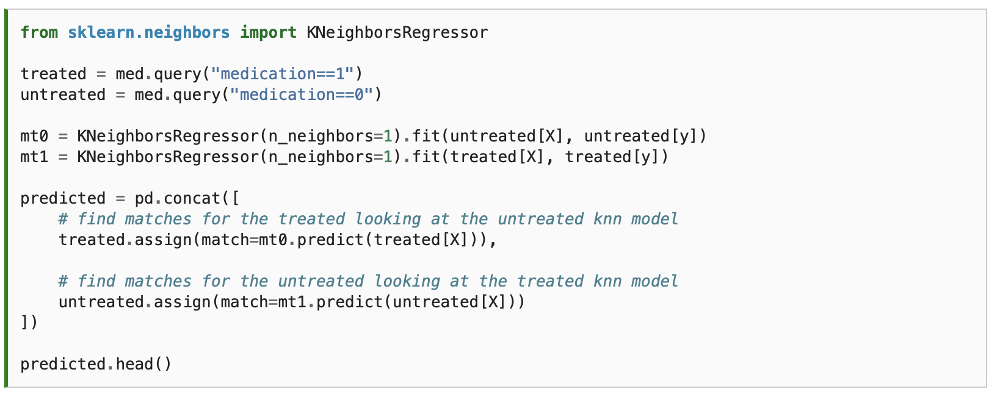 from sklearn.neighbors import KNeighborsRegressor
treated = med.query("medication==1")
untreated = med.query("medication==0")
mt0 = KNeighborsRegressor(n_neighbors=1).fit(untreated[X], untreated[y])
mt1 = KNeighborsRegressor(n_neighbors=1).fit(treated[X], treated[y])
predicted = pd.concat([
    # find matches for the treated looking at the untreated knn model
    treated.assign(match=mt0.predict(treated[X])),
    # find matches for the untreated looking at the treated knn model
    untreated.assign(match=mt1.predict(untreated[X]))
])
predicted.head()